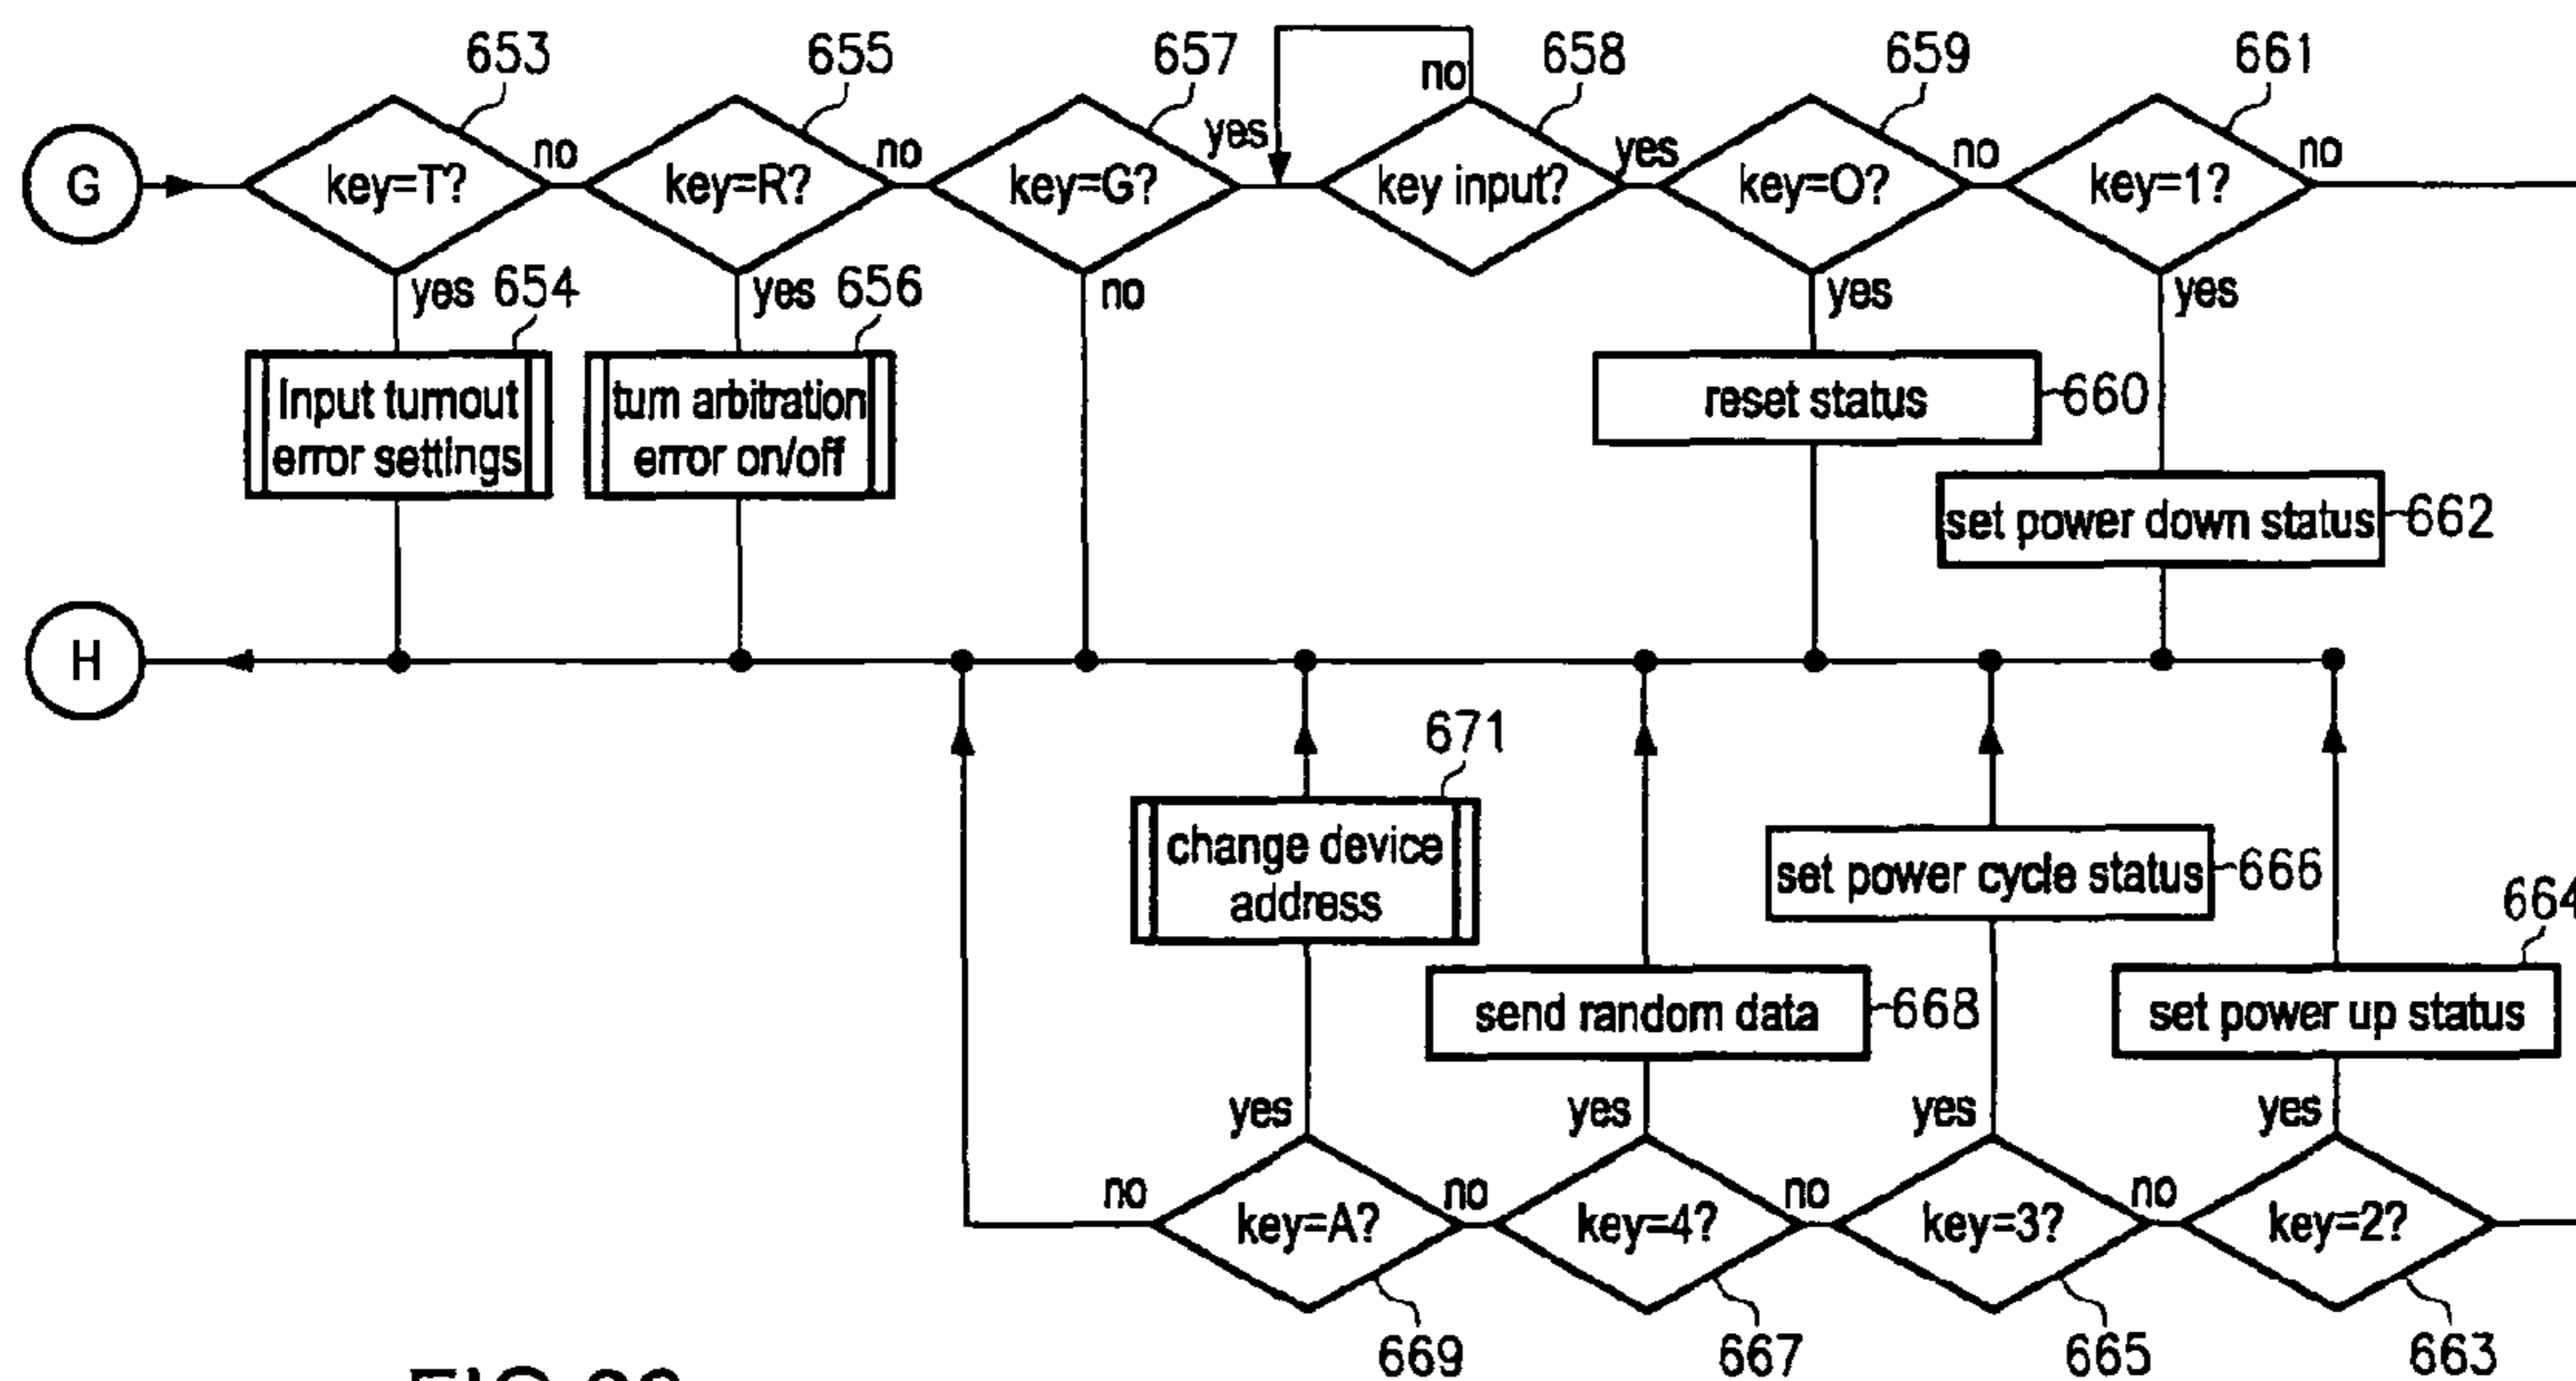 653
655
657
658
659
661
G
key=T?
no
key=R?
no
key=G?
yes
no
key input?
yes
key=O?
no
key=1?
no
yes
654
yes
656
no
yes
yes
Input turnout
error settings
turn arbitration
error on/off
reset status
660
set power down status
662
H
671
change device
address
set power cycle status
666
664
send random data
668
set power up status
yes
yes
yes
yes
no
key=A?
no
key=4?
no
key=3?
no
key=2?
669
667
665
663